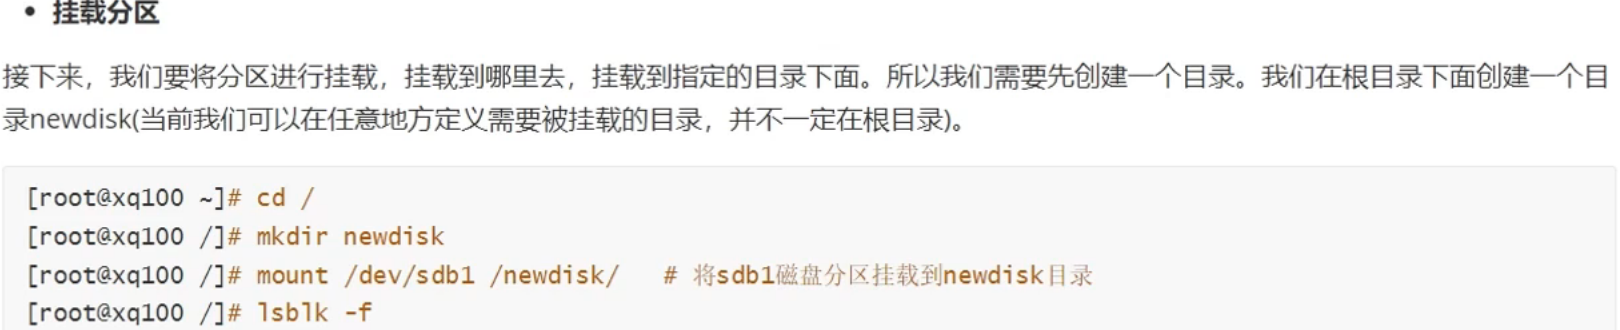 • 挂载分区
接下来，我们要将分区进行挂载，挂载到哪里去，挂载到指定的目录下面。所以我们需要先创建一个目录。我们在根目录下面创建一个目
录newdisk(当前我们可以在任意地方定义需要被挂载的目录，并不一定在根目录)。
[root@xq100 ~]# cd /
[root@xq100 /]# mkdir newdisk
[root@xq100 /]# mount /dev/sdb1 /newdisk/   # 将sdb1磁盘分区挂载到newdisk目录
[root@xq100 /]# lsblk -f